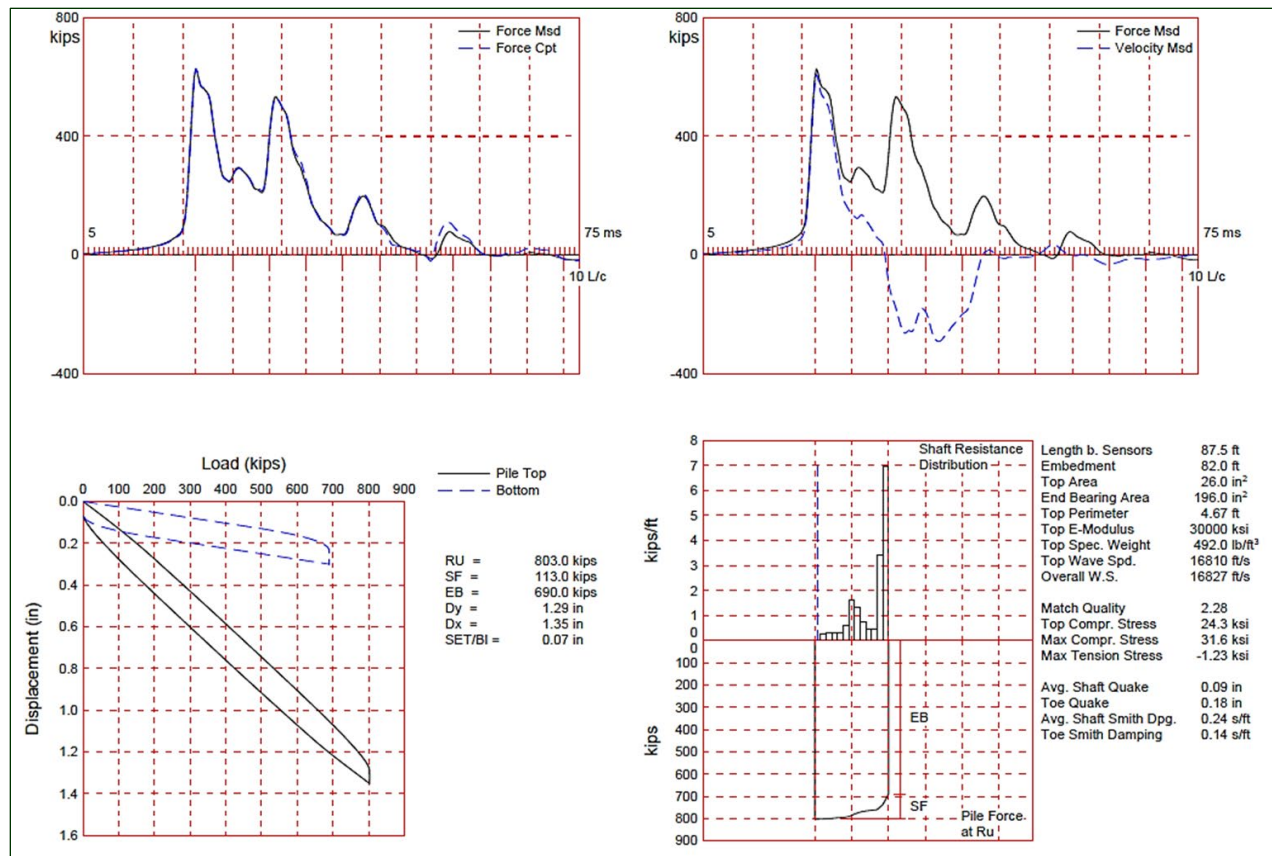 800
kips
400
0
-400
5
75 ms
10 L/c
Force Msd
Force Cpt
800
kips
400
0
-400
5
75 ms
10 L/c
Force Msd
Velocity Msd
Load (kips)
0 100 200 300 400 500 600 700 800 900
Displacement (in)
0.0
0.2
0.4
0.6
0.8
1.0
1.2
1.4
1.6
Pile Top
Bottom
RU = 803.0 kips
SF = 113.0 kips
EB = 690.0 kips
Dy = 1.29 in
Dx = 1.35 in
SET/BI = 0.07 in
Shaft Resistance
Distribution
kips/ft
8
7
6
5
4
3
2
1
0
kips
0
100
200
300
400
500
600
700
800
900
EB
SF
Pile Force
at Ru
Length b. Sensors 87.5 ft
Embedment 82.0 ft
Top Area 26.0 in²
End Bearing Area 196.0 in²
Top Perimeter 4.67 ft
Top E-Modulus 30000 ksi
Top Spec. Weight 492.0 lb/ft³
Top Wave Spd. 16810 ft/s
Overall W.S. 16827 ft/s
Match Quality 2.28
Top Compr. Stress 24.3 ksi
Max Compr. Stress 31.6 ksi
Max Tension Stress -1.23 ksi
Avg. Shaft Quake 0.09 in
Toe Quake 0.18 in
Avg. Shaft Smith Dpg. 0.24 s/ft
Toe Smith Damping 0.14 s/ft